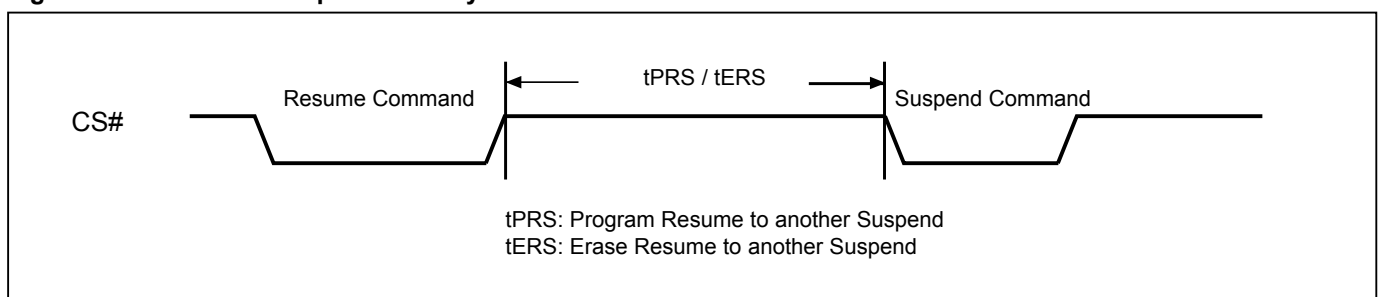 tPRS / tERS
Resume Command
Suspend Command
CS#
tPRS: Program Resume to another Suspend
tERS: Erase Resume to another Suspend